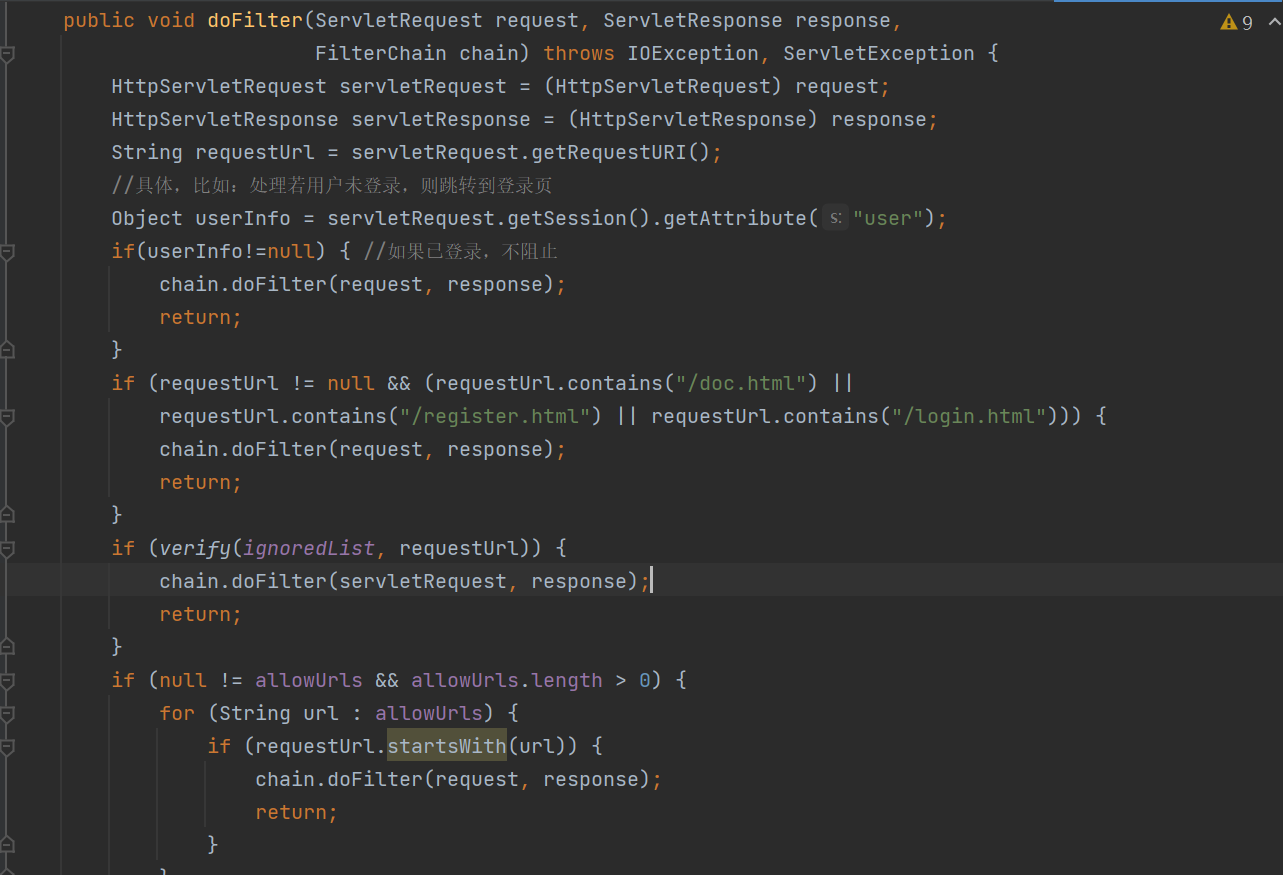 public void doFilter(ServletRequest request, ServletResponse response,
9
FilterChain chain) throws IOException, ServletException {
HttpServletRequest servletRequest = (HttpServletRequest) request;
HttpServletResponse servletResponse = (HttpServletResponse) response;
String requestUrl = servletRequest.getRequestURI();
//具体，比如：处理若用户未登录，则跳转到登录页
Object userInfo = servletRequest.getSession().getAttribute( s: "user");
if(userInfo!=null) { //如果已登录，不阻止
chain.doFilter(request, response);
return;
}
if (requestUrl != null && (requestUrl.contains("/doc.html") ||
requestUrl.contains("/register.html") || requestUrl.contains("/login.html"))) {
chain.doFilter(request, response);
return;
}
if (verify(ignoredList, requestUrl)) {
chain.doFilter(servletRequest, response);
return;
}
if (null != allowUrls && allowUrls.length > 0) {
for (String url : allowUrls) {
if (requestUrl.startsWith(url)) {
chain.doFilter(request, response);
return;
}
}